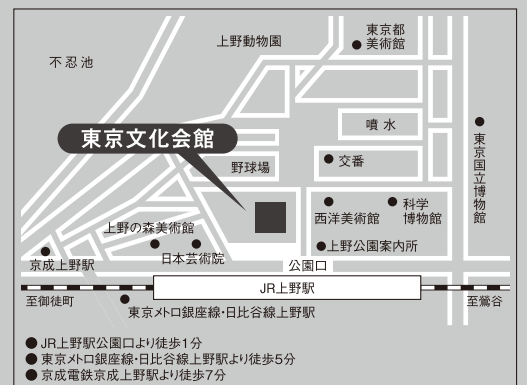 東京都
美術館
上野動物園
不忍池
噴水
東京文化会館
交番
野球場
東京国立博物館
西洋美術館
科学
博物館
上野の森美術館
日本芸術院
上野公園案内所
京成上野駅
公園口
JR上野駅
至御徒町
至鶯谷
東京メトロ銀座線・日比谷線上野駅
●JR上野駅公園口より徒歩1分
●東京メトロ銀座線・日比谷線上野駅より徒歩5分
●京成電鉄京成上野駅より徒歩7分